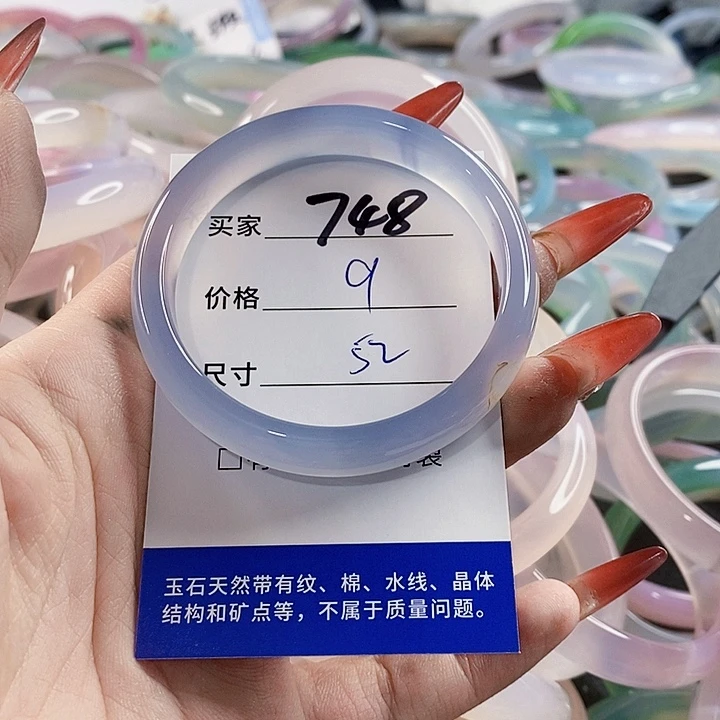 买家 748
价格 9
尺寸 52
玉石天然带有纹、棉、水线、晶体
结构和矿点等，不属于质量问题。